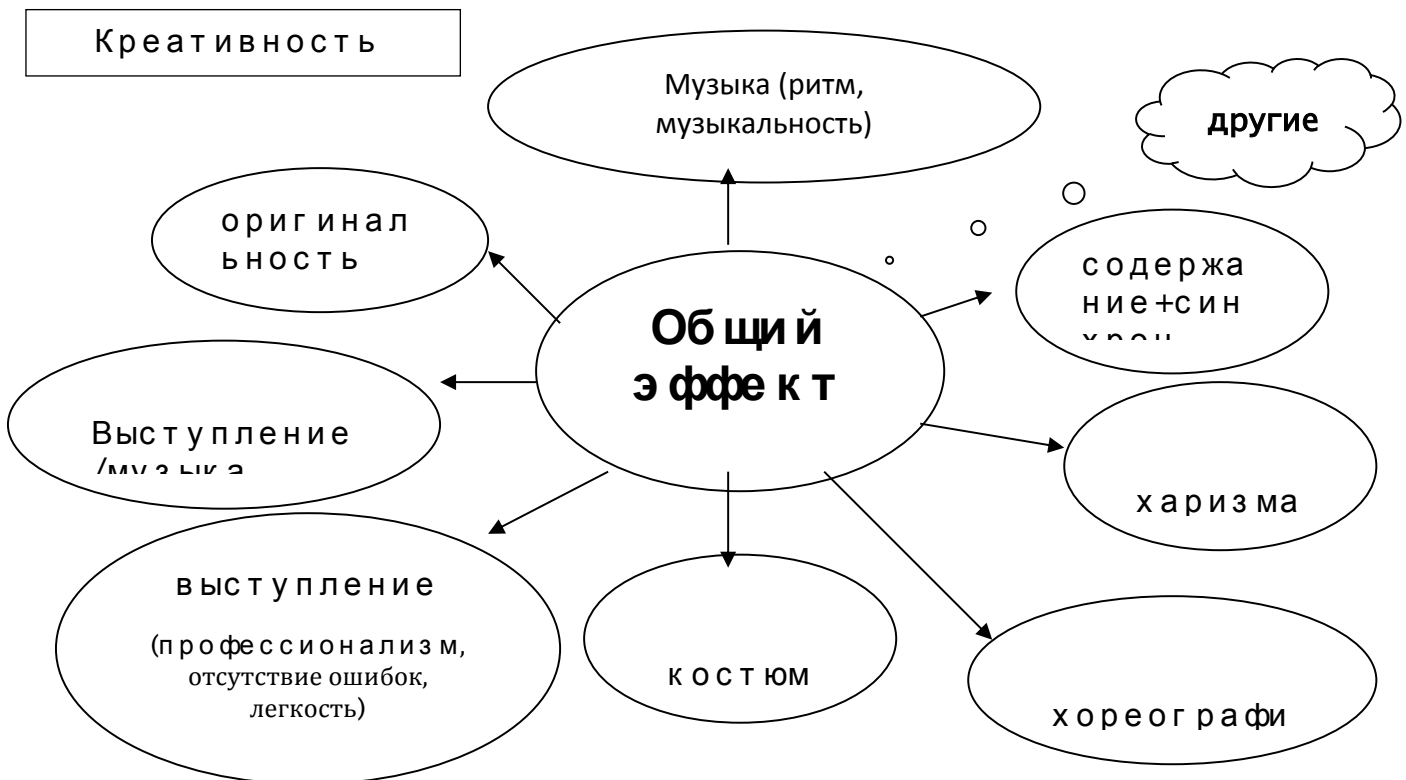 Креативность
Музыка (ритм,
музыкальность)
другие
оригинал
ьность
содержа
ние+син
Общий
эффект
Выступление
/музыка
харизма
выступление
(профессионализм,
отсутствие ошибок,
легкость)
костюм
хореографи